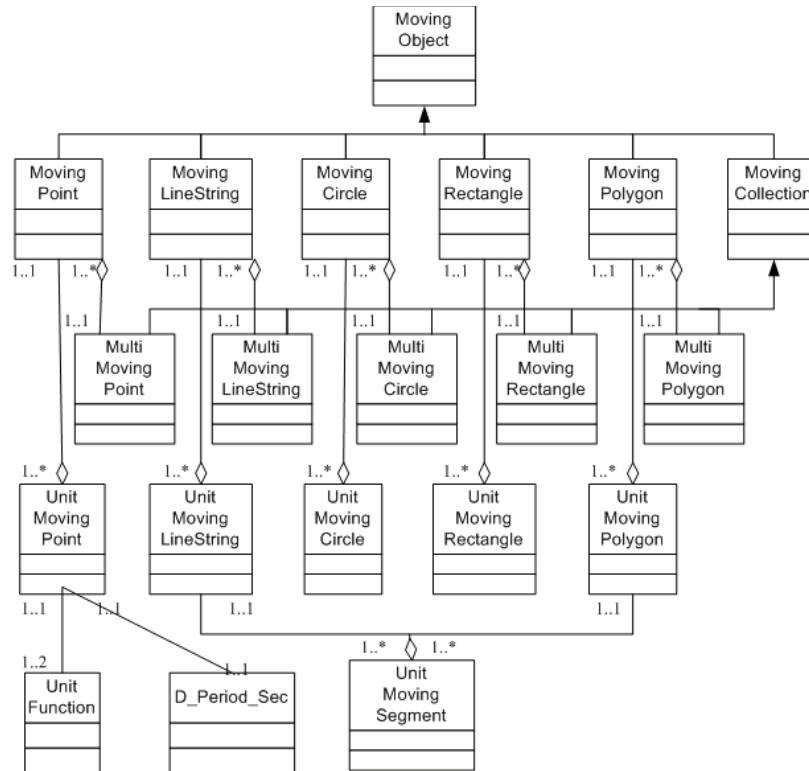 Moving
Object
Moving
Point
Moving
LineString
Moving
Circle
Moving
Rectangle
Moving
Polygon
Moving
Collection
1..1 1..* 1..1 1..* 1..1 1..* 1..1 1..* 1..1 1..*
1..1 1..1 1..1 1..1 1..1
Multi
Moving
Point
Multi
Moving
LineString
Multi
Moving
Circle
Multi
Moving
Rectangle
Multi
Moving
Polygon
1..* 1..* 1..* 1..* 1..*
Unit
Moving
Point
Unit
Moving
LineString
Unit
Moving
Circle
Unit
Moving
Rectangle
Unit
Moving
Polygon
1..1 1..1 1..1 1..1
1..* 1..*
1..2 1..1
Unit
Function
D_Period_Sec
Unit
Moving
Segment